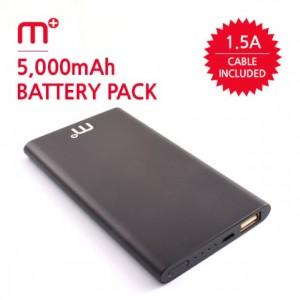 m+
5,000mAh
BATTERY PACK
1.5A
CABLE
INCLUDED
m+